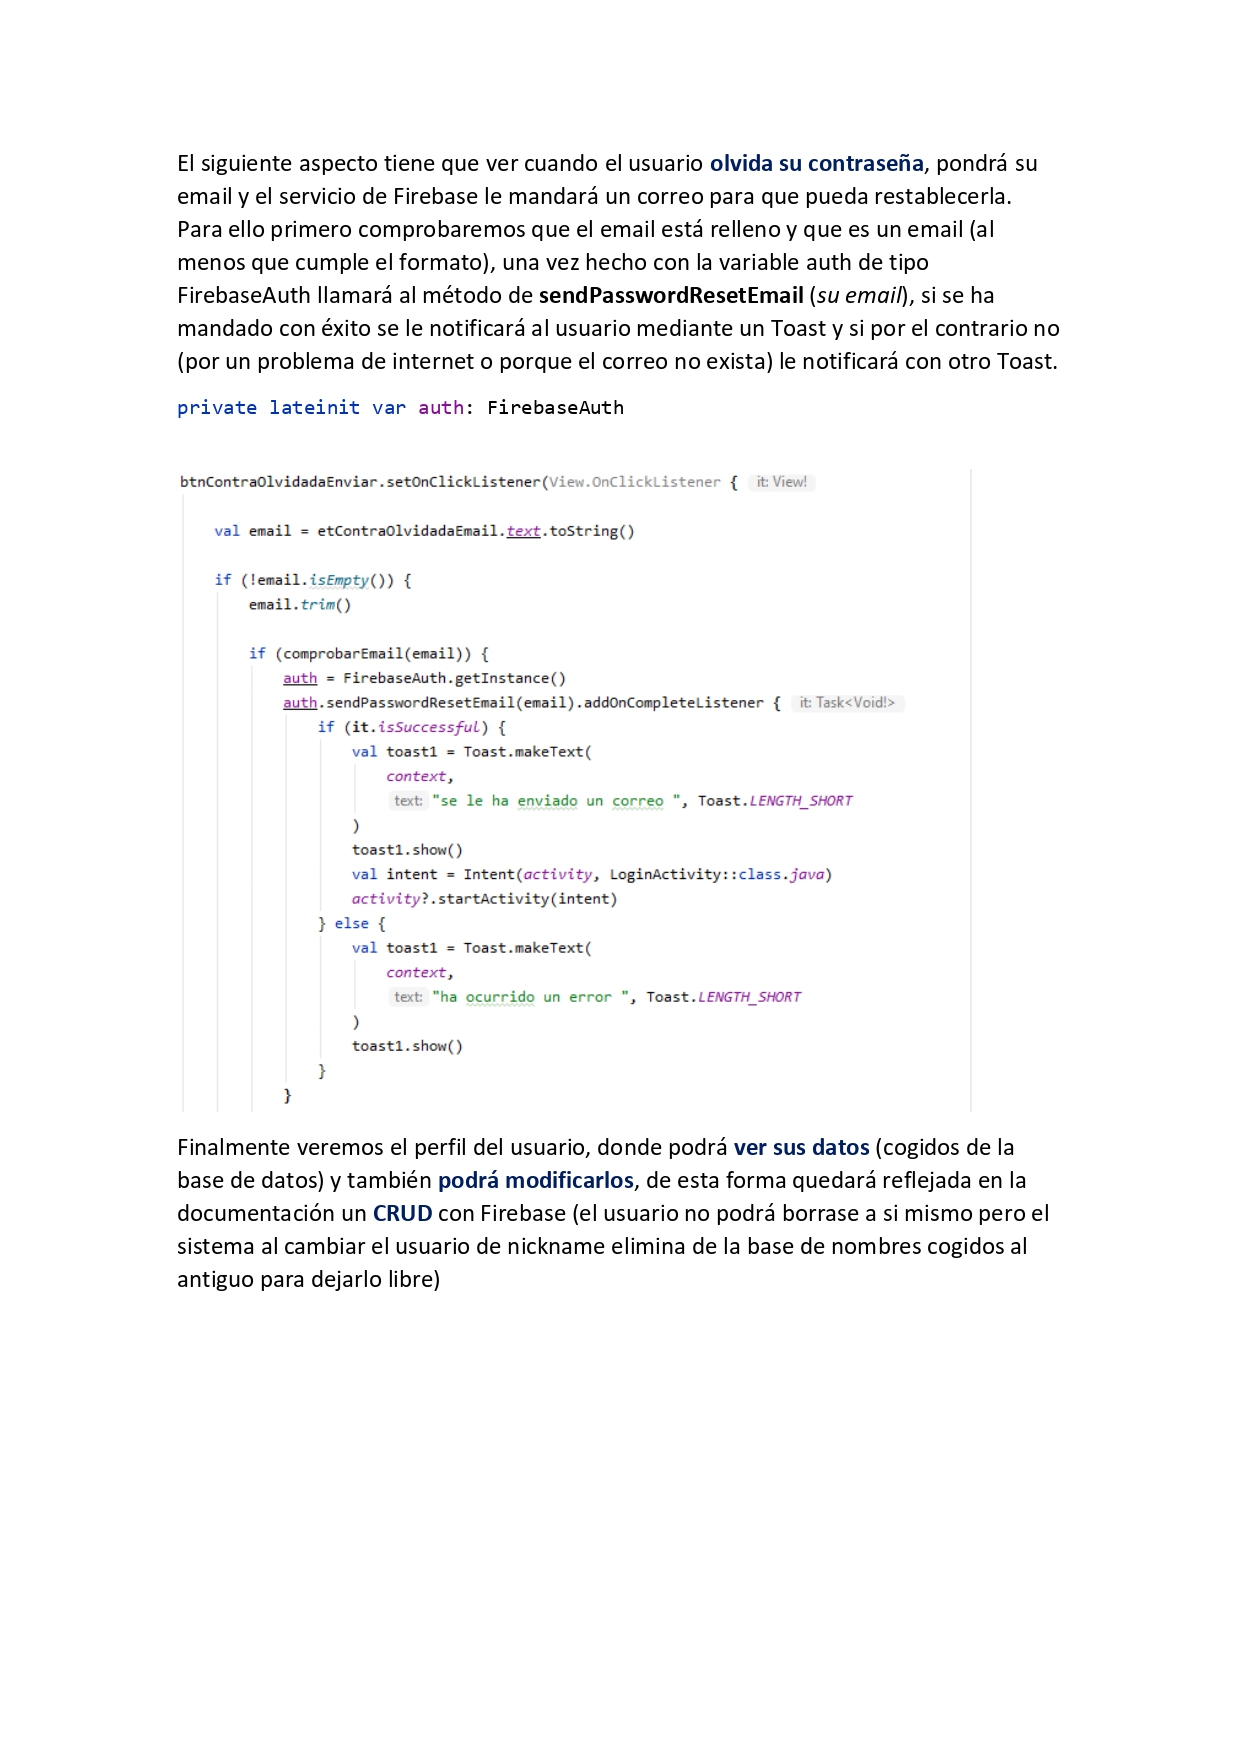 El siguiente aspecto tiene que ver cuando el usuario olvida su contraseña, pondrá su
email y el servicio de Firebase le mandará un correo para que pueda restablecerla.
Para ello primero comprobaremos que el email está relleno y que es un email (al
menos que cumple el formato), una vez hecho con la variable auth de tipo
FirebaseAuth llamará al método de sendPasswordResetEmail (su email), si se ha
mandado con éxito se le notificará al usuario mediante un Toast y si por el contrario no
(por un problema de internet o porque el correo no exista) le notificará con otro Toast.
private lateinit var auth: FirebaseAuth
btnContraOlvidadaEnviar.setOnClickListener(View.OnClickListener { it: View!
val email = etContraOlvidadaEmail.text.toString()
if (!email.isEmpty()) {
email.trim()
if (comprobarEmail(email)) {
auth = FirebaseAuth.getInstance()
auth.sendPasswordResetEmail(email).addOnCompleteListener { it: Task<Void!>
if (it.isSuccessful) {
val toast1 = Toast.makeText(
context,
text: "se le ha enviado un correo ", Toast.LENGTH_SHORT
)
toast1.show()
val intent = Intent(activity, LoginActivity::class.java)
activity?.startActivity(intent)
} else {
val toast1 = Toast.makeText(
context,
text: "ha ocurrido un error ", Toast.LENGTH_SHORT
)
toast1.show()
}
}
Finalmente veremos el perfil del usuario, donde podrá ver sus datos (cogidos de la
base de datos) y también podrá modificarlos, de esta forma quedará reflejada en la
documentación un CRUD con Firebase (el usuario no podrá borrase a si mismo pero el
sistema al cambiar el usuario de nickname elimina de la base de nombres cogidos al
antiguo para dejarlo libre)